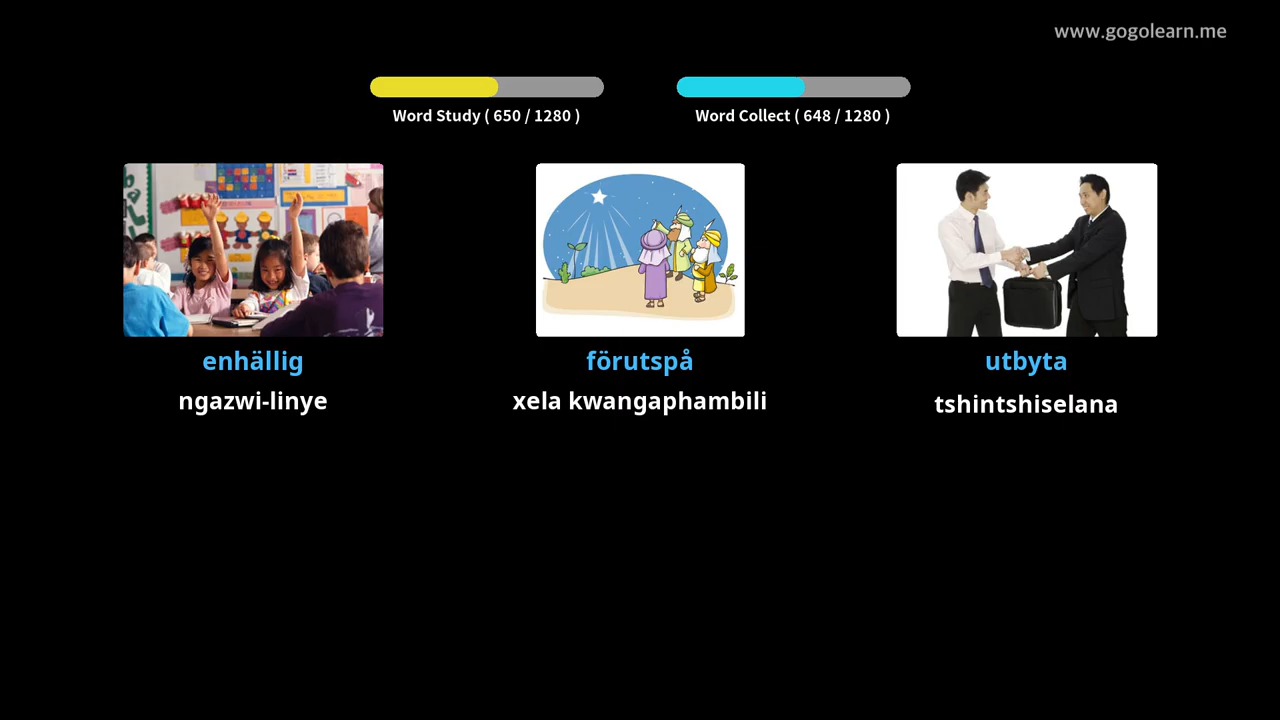 www.gogolearn.me
Word Study ( 650 / 1280 )
Word Collect ( 648 / 1280 )
enhällig
förutspå
utbyta
ngazwi-linye
xela kwangaphambili
tshintshiselana